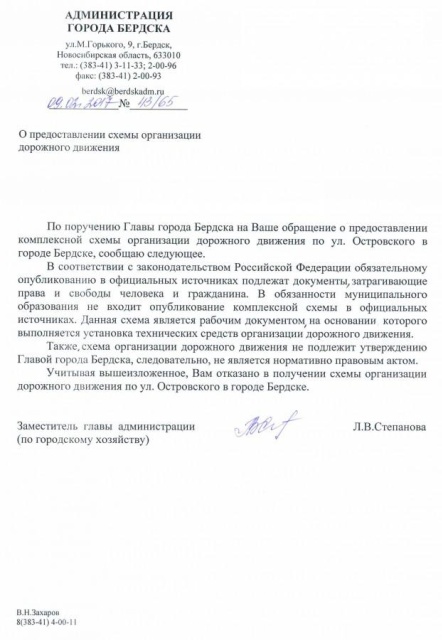 АДМИНИСТРАЦИЯ
ГОРОДА БЕРДСКА
ул.М.Горького, 9, г.Бердск,
Новосибирская область, 633010
тел.: (383-41) 3-11-33; 2-00-96
факс: (383-41) 2-00-93
berdsk@berdskadm.ru
09.02.2017 № 43/65
О предоставлении схемы организации
дорожного движения
По поручению Главы города Бердска на Ваше обращение о предоставлении
комплексной схемы организации дорожного движения по ул. Островского в
городе Бердске, сообщаю следующее.
В соответствии с законодательством Российской Федерации обязательному
опубликованию в официальных источниках подлежат документы, затрагивающие
права и свободы человека и гражданина. В обязанности муниципального
образования не входит опубликование комплексной схемы в официальных
источниках. Данная схема является рабочим документом, на основании которого
выполняется установка технических средств организации дорожного движения.
Также, схема организации дорожного движения не подлежит утверждению
Главой города Бердска, следовательно, не является нормативно правовым актом.
Учитывая вышеизложенное, Вам отказано в получении схемы организации
дорожного движения по ул. Островского в городе Бердске.
Заместитель главы администрации
(по городскому хозяйству) Л.В.Степанова
В.Н.Захаров
8(383-41) 4-00-11